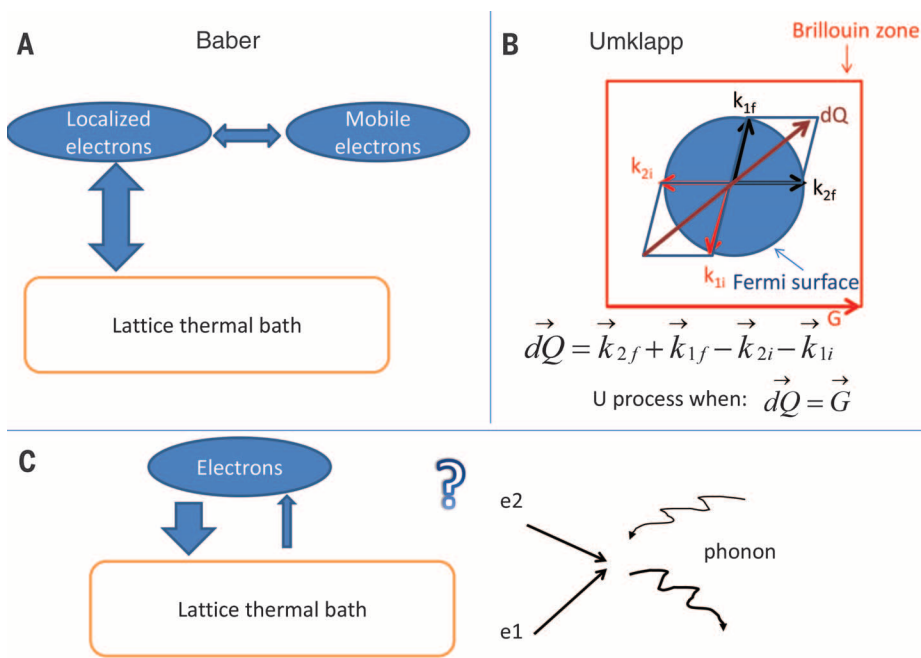 A
Baber
Localized
electrons
Mobile
electrons
Lattice thermal bath
B
Umklapp
Brillouin zone
k1f
dQ
k2i
k2f
k1i
Fermi surface
G
dQ = k2f + k1f − k2i − k1i
U process when: dQ = G
C
Electrons
Lattice thermal bath
?
e2
phonon
e1